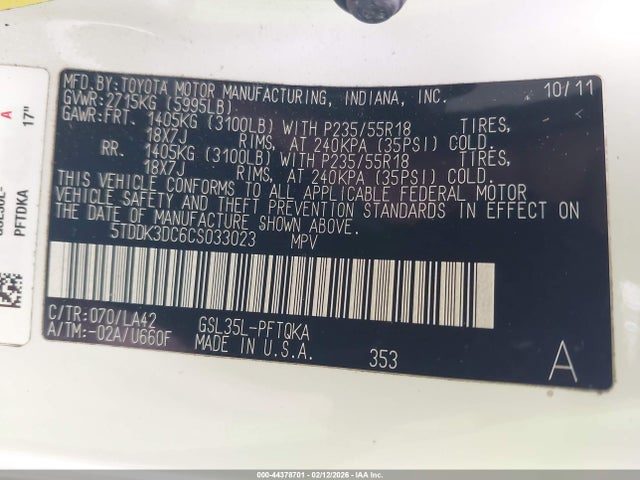 MFD.BY:TOYOTA MOTOR MANUFACTURING, INDIANA, INC. 10/11
GVWR:2715KG (5995LB)
GAWR:FRT. 1405KG (3100LB) WITH P235/55R18 TIRES,
18X7J RIMS, AT 240KPA (35PSI) COLD.
RR. 1405KG (3100LB) WITH P235/55R18 TIRES,
18X7J RIMS, AT 240KPA (35PSI) COLD.
THIS VEHICLE CONFORMS TO ALL APPLICABLE FEDERAL MOTOR
VEHICLE SAFETY AND THEFT PREVENTION STANDARDS IN EFFECT ON
THE DATE OF MANUFACTURE SHOWN ABOVE.
5TDDK3DC6CS033023 MPV
C/TR:070/LA42 GSL35L-PFTQKA
A/TM:-02A/U660F MADE IN U.S.A. 353 A
A
17"
PFTQKA
000-44378701 - 02/12/2026 - IAA Inc.